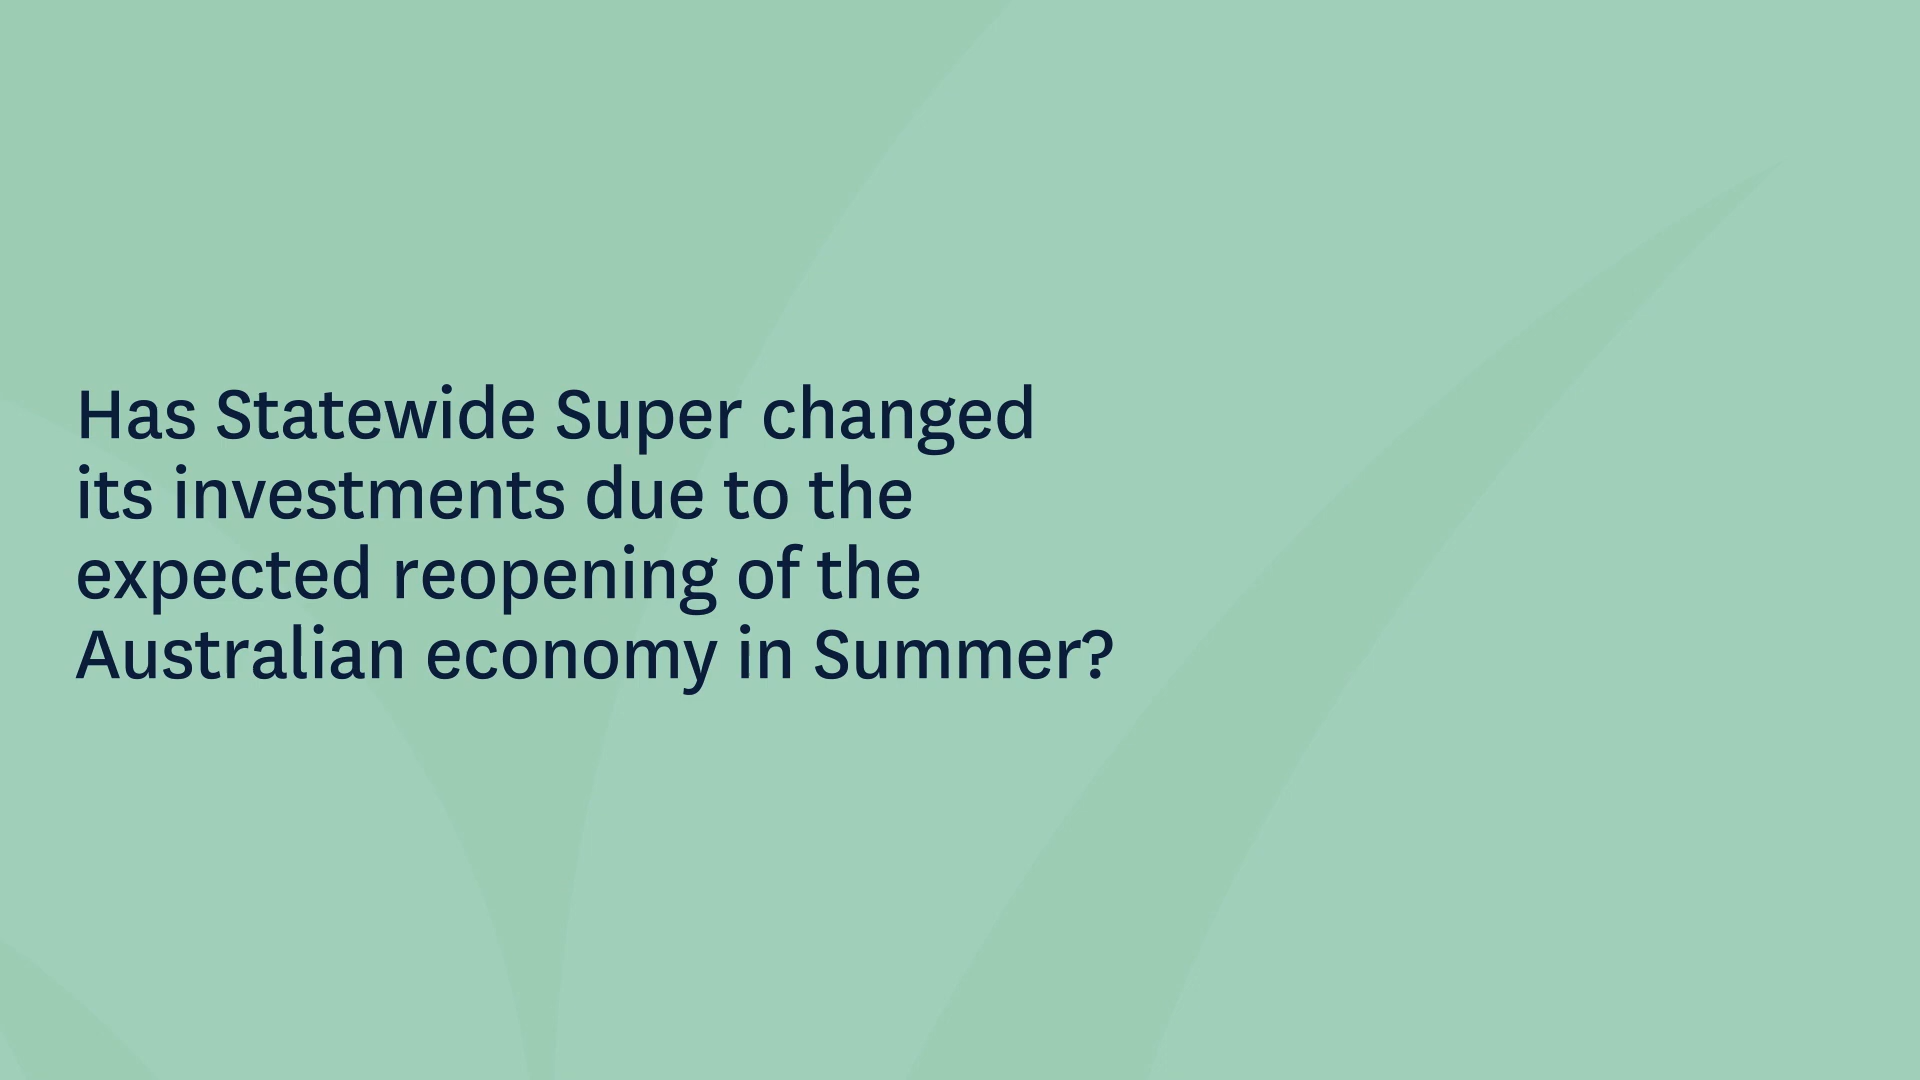 Has Statewide Super changed
its investments due to the
expected reopening of the
Australian economy in Summer?